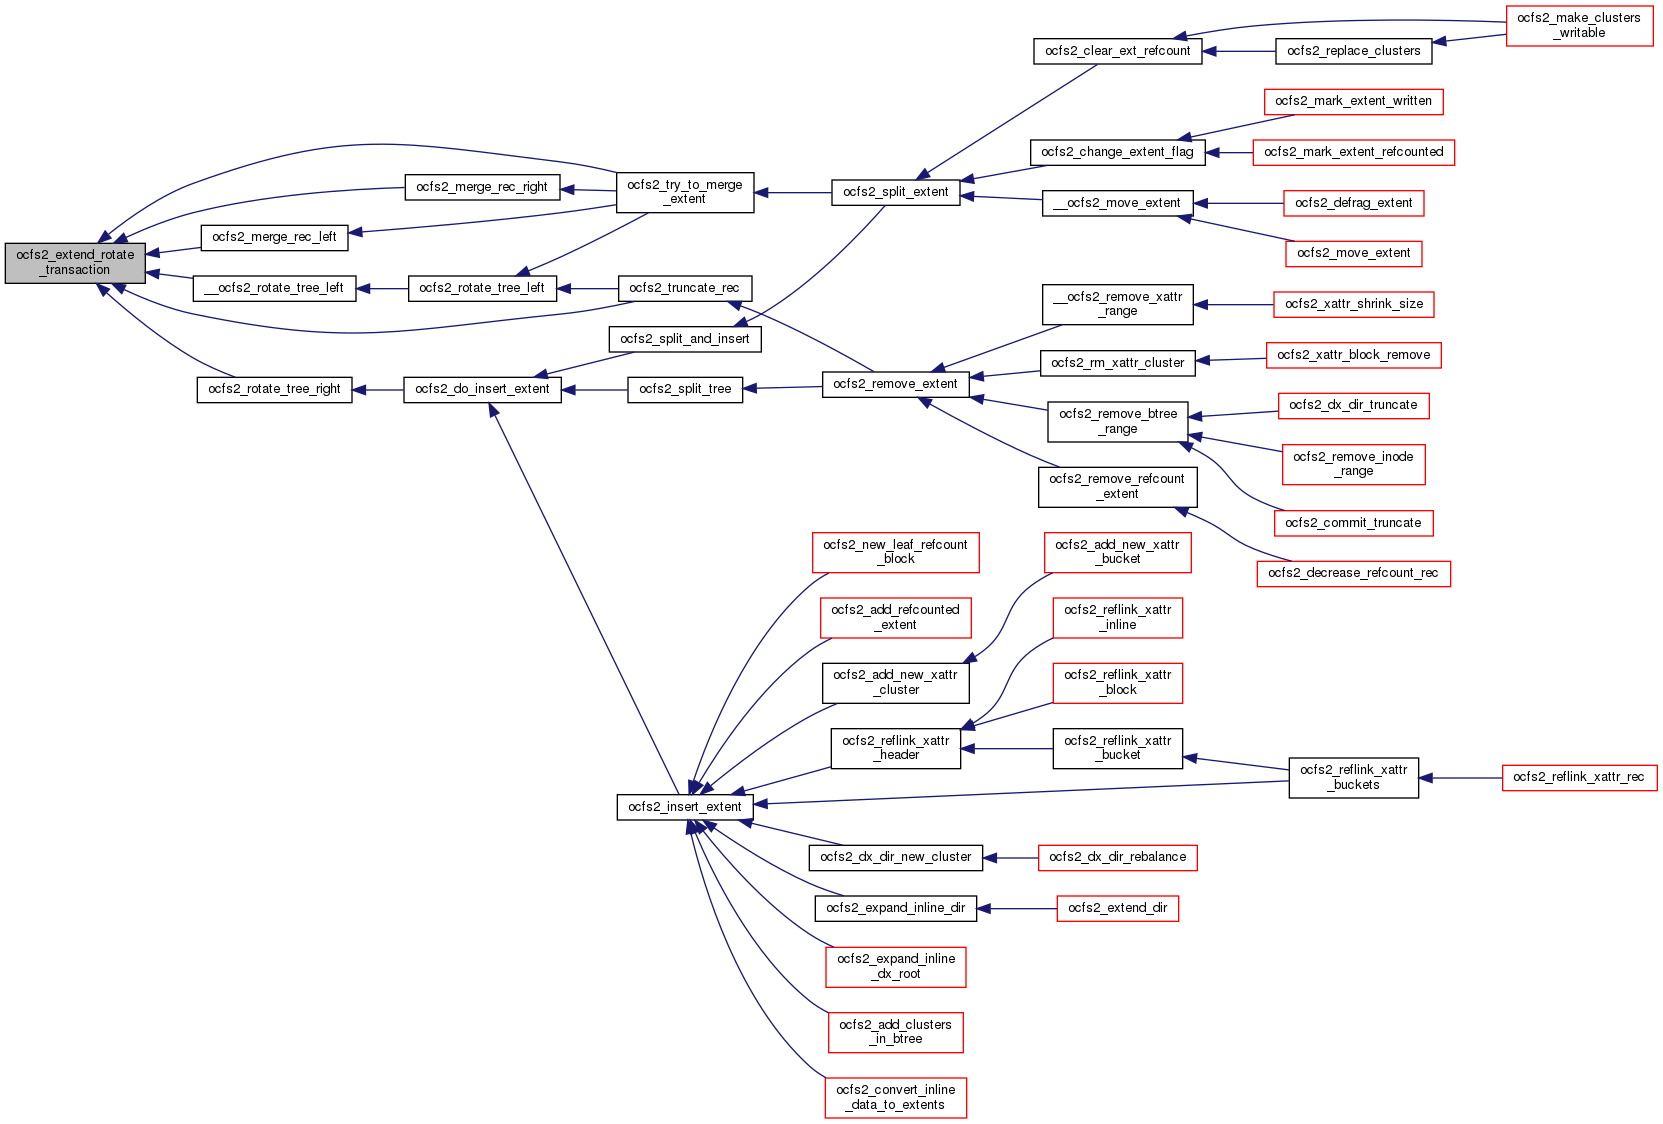 ocfs2_extend_rotate
_transaction
ocfs2_merge_rec_right
ocfs2_merge_rec_left
__ocfs2_rotate_tree_left
ocfs2_rotate_tree_left
ocfs2_rotate_tree_right
ocfs2_do_insert_extent
ocfs2_try_to_merge
_extent
ocfs2_truncate_rec
ocfs2_split_and_insert
ocfs2_split_tree
ocfs2_insert_extent
ocfs2_split_extent
ocfs2_remove_extent
ocfs2_new_leaf_refcount
_block
ocfs2_add_refcounted
_extent
ocfs2_add_new_xattr
_cluster
ocfs2_reflink_xattr
_header
ocfs2_dx_dir_new_cluster
ocfs2_expand_inline_dir
ocfs2_expand_inline
_dx_root
ocfs2_add_clusters
_in_btree
ocfs2_convert_inline
_data_to_extents
ocfs2_clear_ext_refcount
ocfs2_change_extent_flag
__ocfs2_move_extent
__ocfs2_remove_xattr
_range
ocfs2_rm_xattr_cluster
ocfs2_remove_btree
_range
ocfs2_remove_refcount
_extent
ocfs2_add_new_xattr
_bucket
ocfs2_reflink_xattr
_inline
ocfs2_reflink_xattr
_block
ocfs2_reflink_xattr
_bucket
ocfs2_dx_dir_rebalance
ocfs2_extend_dir
ocfs2_replace_clusters
ocfs2_mark_extent_written
ocfs2_mark_extent_refcounted
ocfs2_defrag_extent
ocfs2_move_extent
ocfs2_xattr_shrink_size
ocfs2_xattr_block_remove
ocfs2_dx_dir_truncate
ocfs2_remove_inode
_range
ocfs2_commit_truncate
ocfs2_decrease_refcount_rec
ocfs2_reflink_xattr
_buckets
ocfs2_make_clusters
_writable
ocfs2_reflink_xattr_rec